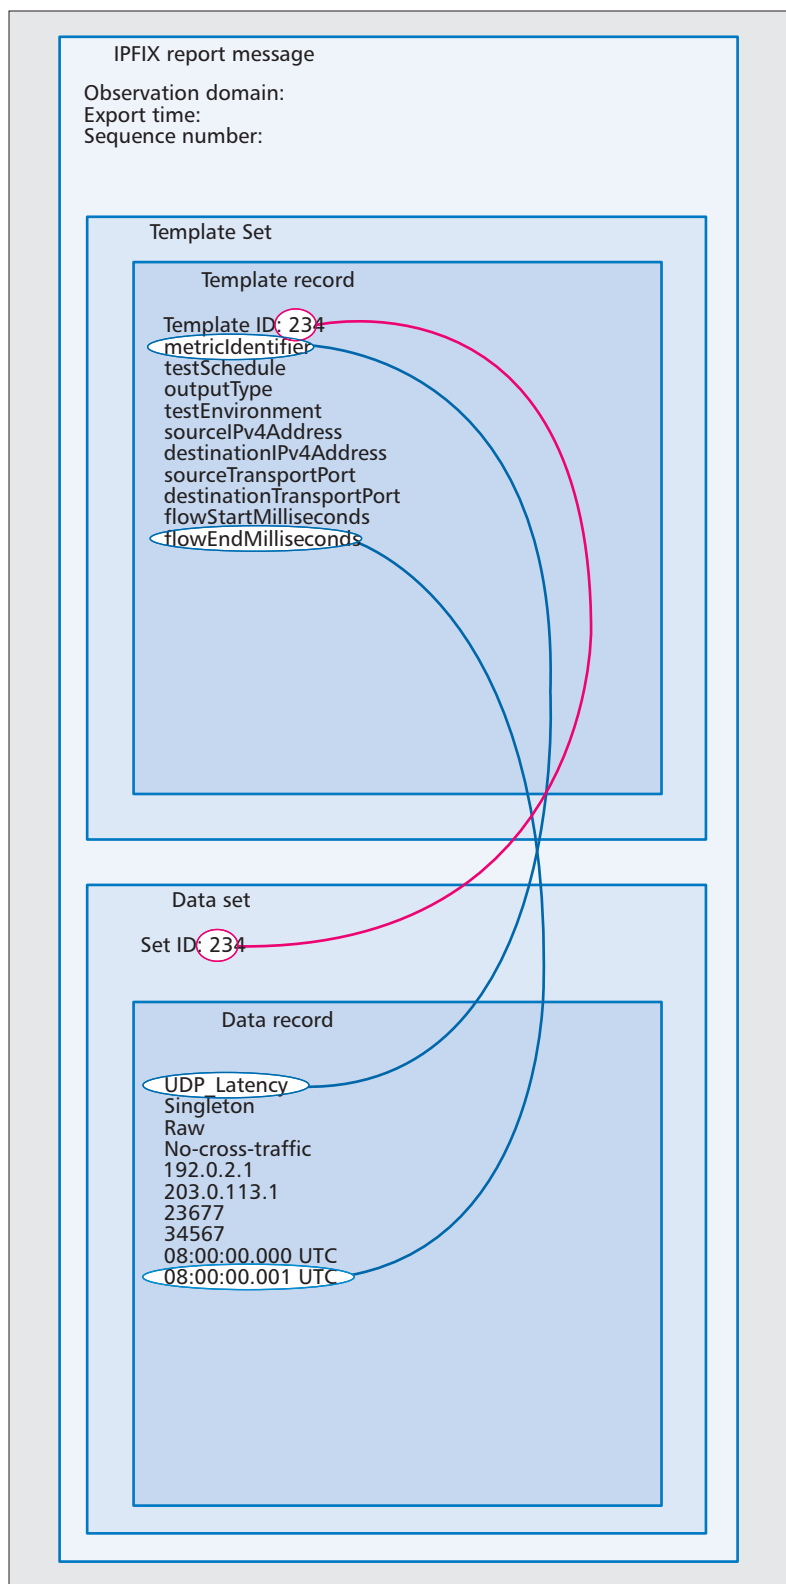 IPFIX report message
Observation domain:
Export time:
Sequence number:
Template Set
Template record
Template ID: 234
metricIdentifier
testSchedule
outputType
testEnvironment
sourceIPv4Address
destinationIPv4Address
sourceTransportPort
destinationTransportPort
flowStartMilliseconds
flowEndMilliseconds
Data set
Set ID: 234
Data record
UDP_Latency
Singleton
Raw
No-cross-traffic
192.0.2.1
203.0.113.1
23677
34567
08:00:00.000 UTC
08:00:00.001 UTC